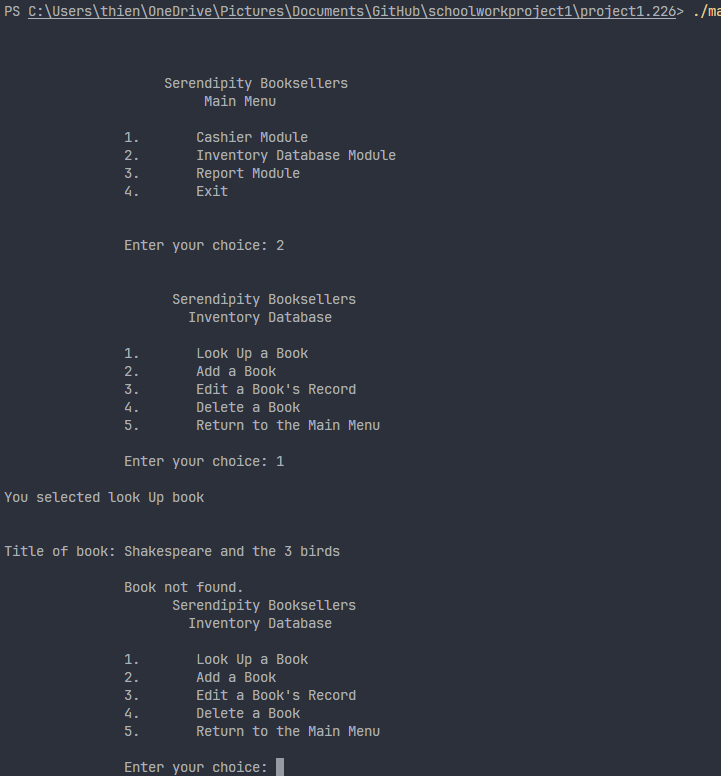 PS C:\Users\thien\OneDrive\Pictures\Documents\GitHub\schoolworkproject1\project1.226> ./ma
Serendipity Booksellers
Main Menu
1. Cashier Module
2. Inventory Database Module
3. Report Module
4. Exit
Enter your choice: 2
Serendipity Booksellers
Inventory Database
1. Look Up a Book
2. Add a Book
3. Edit a Book's Record
4. Delete a Book
5. Return to the Main Menu
Enter your choice: 1
You selected look Up book
Title of book: Shakespeare and the 3 birds
Book not found.
Serendipity Booksellers
Inventory Database
1. Look Up a Book
2. Add a Book
3. Edit a Book's Record
4. Delete a Book
5. Return to the Main Menu
Enter your choice: